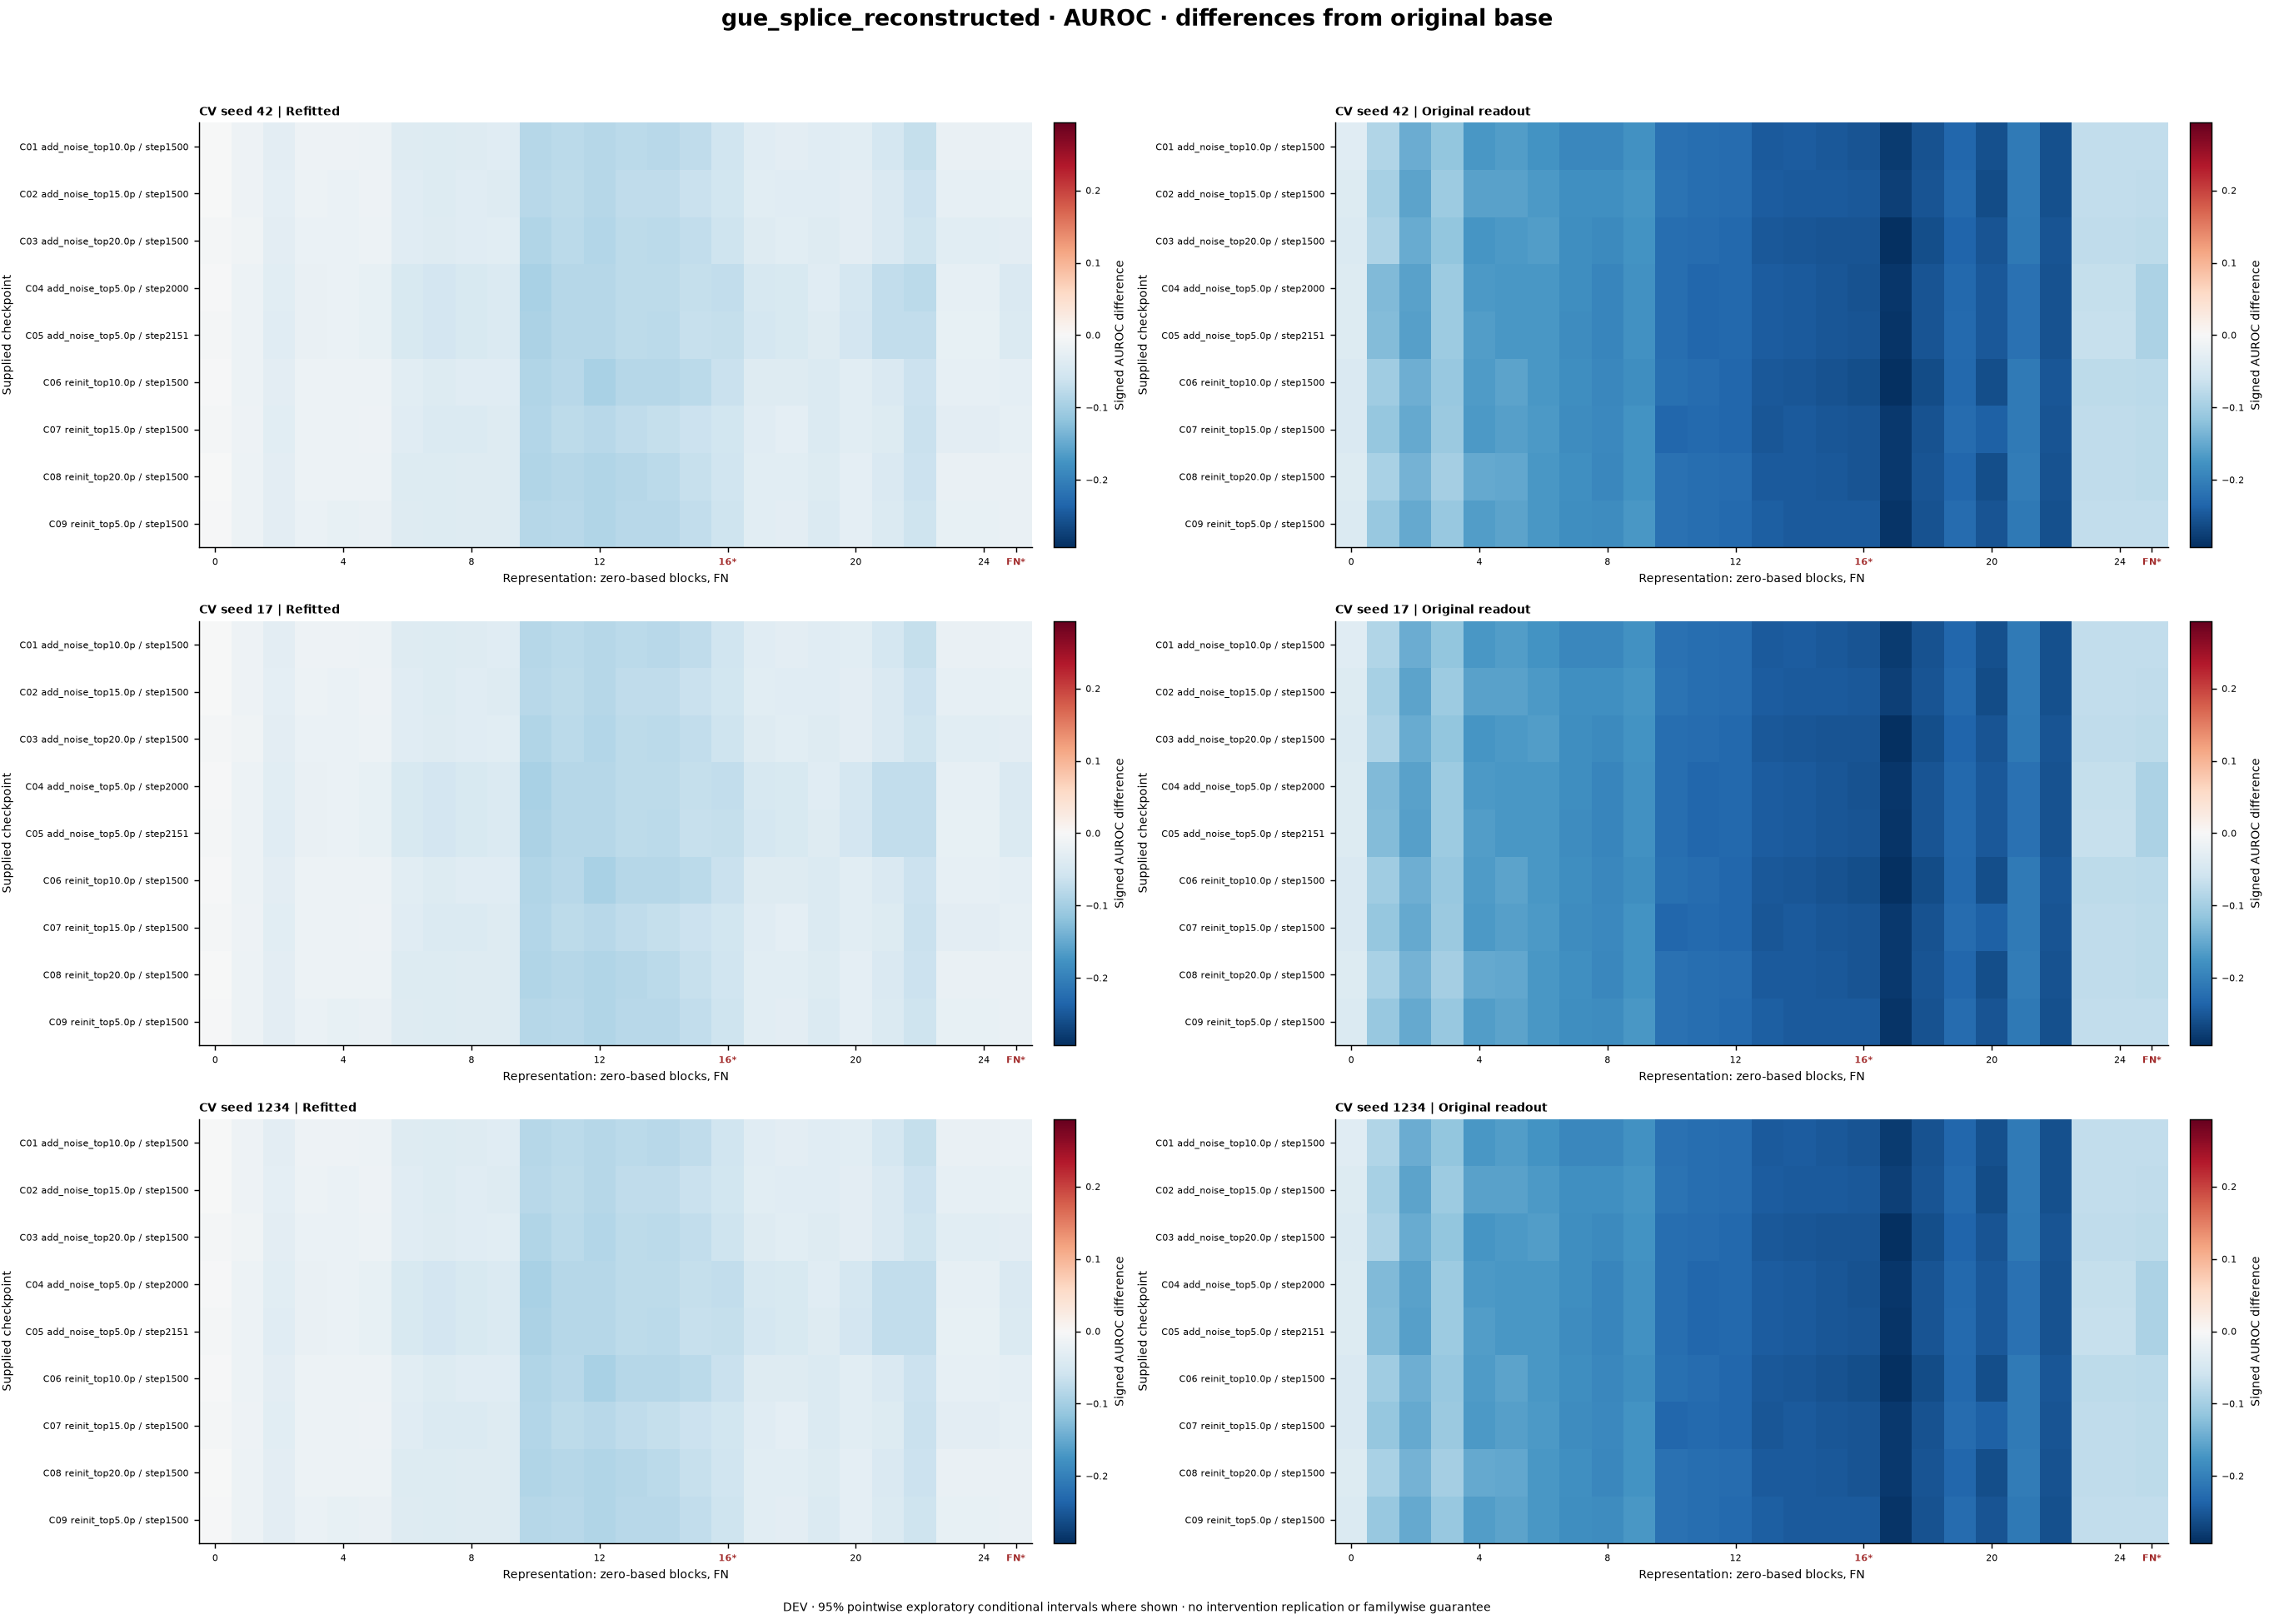 gue_splice_reconstructed · AUROC · differences from original base
CV seed 42 | Refitted
Supplied checkpoint
C01 add_noise_top10.0p / step1500
C02 add_noise_top15.0p / step1500
C03 add_noise_top20.0p / step1500
C04 add_noise_top5.0p / step2000
C05 add_noise_top5.0p / step2151
C06 reinit_top10.0p / step1500
C07 reinit_top15.0p / step1500
C08 reinit_top20.0p / step1500
C09 reinit_top5.0p / step1500
0 4 8 12 16* 20 24 FN*
Representation: zero-based blocks, FN
0.2
0.1
0.0
−0.1
−0.2
Signed AUROC difference
CV seed 42 | Original readout
Supplied checkpoint
C01 add_noise_top10.0p / step1500
C02 add_noise_top15.0p / step1500
C03 add_noise_top20.0p / step1500
C04 add_noise_top5.0p / step2000
C05 add_noise_top5.0p / step2151
C06 reinit_top10.0p / step1500
C07 reinit_top15.0p / step1500
C08 reinit_top20.0p / step1500
C09 reinit_top5.0p / step1500
0 4 8 12 16* 20 24 FN*
Representation: zero-based blocks, FN
0.2
0.1
0.0
−0.1
−0.2
Signed AUROC difference
CV seed 17 | Refitted
Supplied checkpoint
C01 add_noise_top10.0p / step1500
C02 add_noise_top15.0p / step1500
C03 add_noise_top20.0p / step1500
C04 add_noise_top5.0p / step2000
C05 add_noise_top5.0p / step2151
C06 reinit_top10.0p / step1500
C07 reinit_top15.0p / step1500
C08 reinit_top20.0p / step1500
C09 reinit_top5.0p / step1500
0 4 8 12 16* 20 24 FN*
Representation: zero-based blocks, FN
0.2
0.1
0.0
−0.1
−0.2
Signed AUROC difference
CV seed 17 | Original readout
Supplied checkpoint
C01 add_noise_top10.0p / step1500
C02 add_noise_top15.0p / step1500
C03 add_noise_top20.0p / step1500
C04 add_noise_top5.0p / step2000
C05 add_noise_top5.0p / step2151
C06 reinit_top10.0p / step1500
C07 reinit_top15.0p / step1500
C08 reinit_top20.0p / step1500
C09 reinit_top5.0p / step1500
0 4 8 12 16* 20 24 FN*
Representation: zero-based blocks, FN
0.2
0.1
0.0
−0.1
−0.2
Signed AUROC difference
CV seed 1234 | Refitted
Supplied checkpoint
C01 add_noise_top10.0p / step1500
C02 add_noise_top15.0p / step1500
C03 add_noise_top20.0p / step1500
C04 add_noise_top5.0p / step2000
C05 add_noise_top5.0p / step2151
C06 reinit_top10.0p / step1500
C07 reinit_top15.0p / step1500
C08 reinit_top20.0p / step1500
C09 reinit_top5.0p / step1500
0 4 8 12 16* 20 24 FN*
Representation: zero-based blocks, FN
0.2
0.1
0.0
−0.1
−0.2
Signed AUROC difference
CV seed 1234 | Original readout
Supplied checkpoint
C01 add_noise_top10.0p / step1500
C02 add_noise_top15.0p / step1500
C03 add_noise_top20.0p / step1500
C04 add_noise_top5.0p / step2000
C05 add_noise_top5.0p / step2151
C06 reinit_top10.0p / step1500
C07 reinit_top15.0p / step1500
C08 reinit_top20.0p / step1500
C09 reinit_top5.0p / step1500
0 4 8 12 16* 20 24 FN*
Representation: zero-based blocks, FN
0.2
0.1
0.0
−0.1
−0.2
Signed AUROC difference
DEV · 95% pointwise exploratory conditional intervals where shown · no intervention replication or familywise guarantee